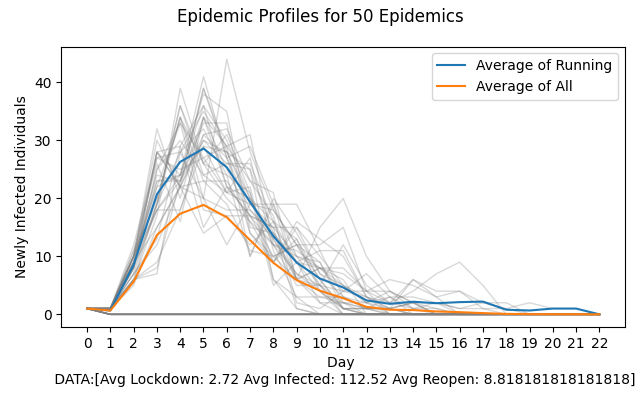 Epidemic Profiles for 50 Epidemics
Average of Running
Average of All
Newly Infected Individuals
40
30
20
10
0
0 1 2 3 4 5 6 7 8 9 10 11 12 13 14 15 16 17 18 19 20 21 22
Day
DATA:[Avg Lockdown: 2.72 Avg Infected: 112.52 Avg Reopen: 8.818181818181818]